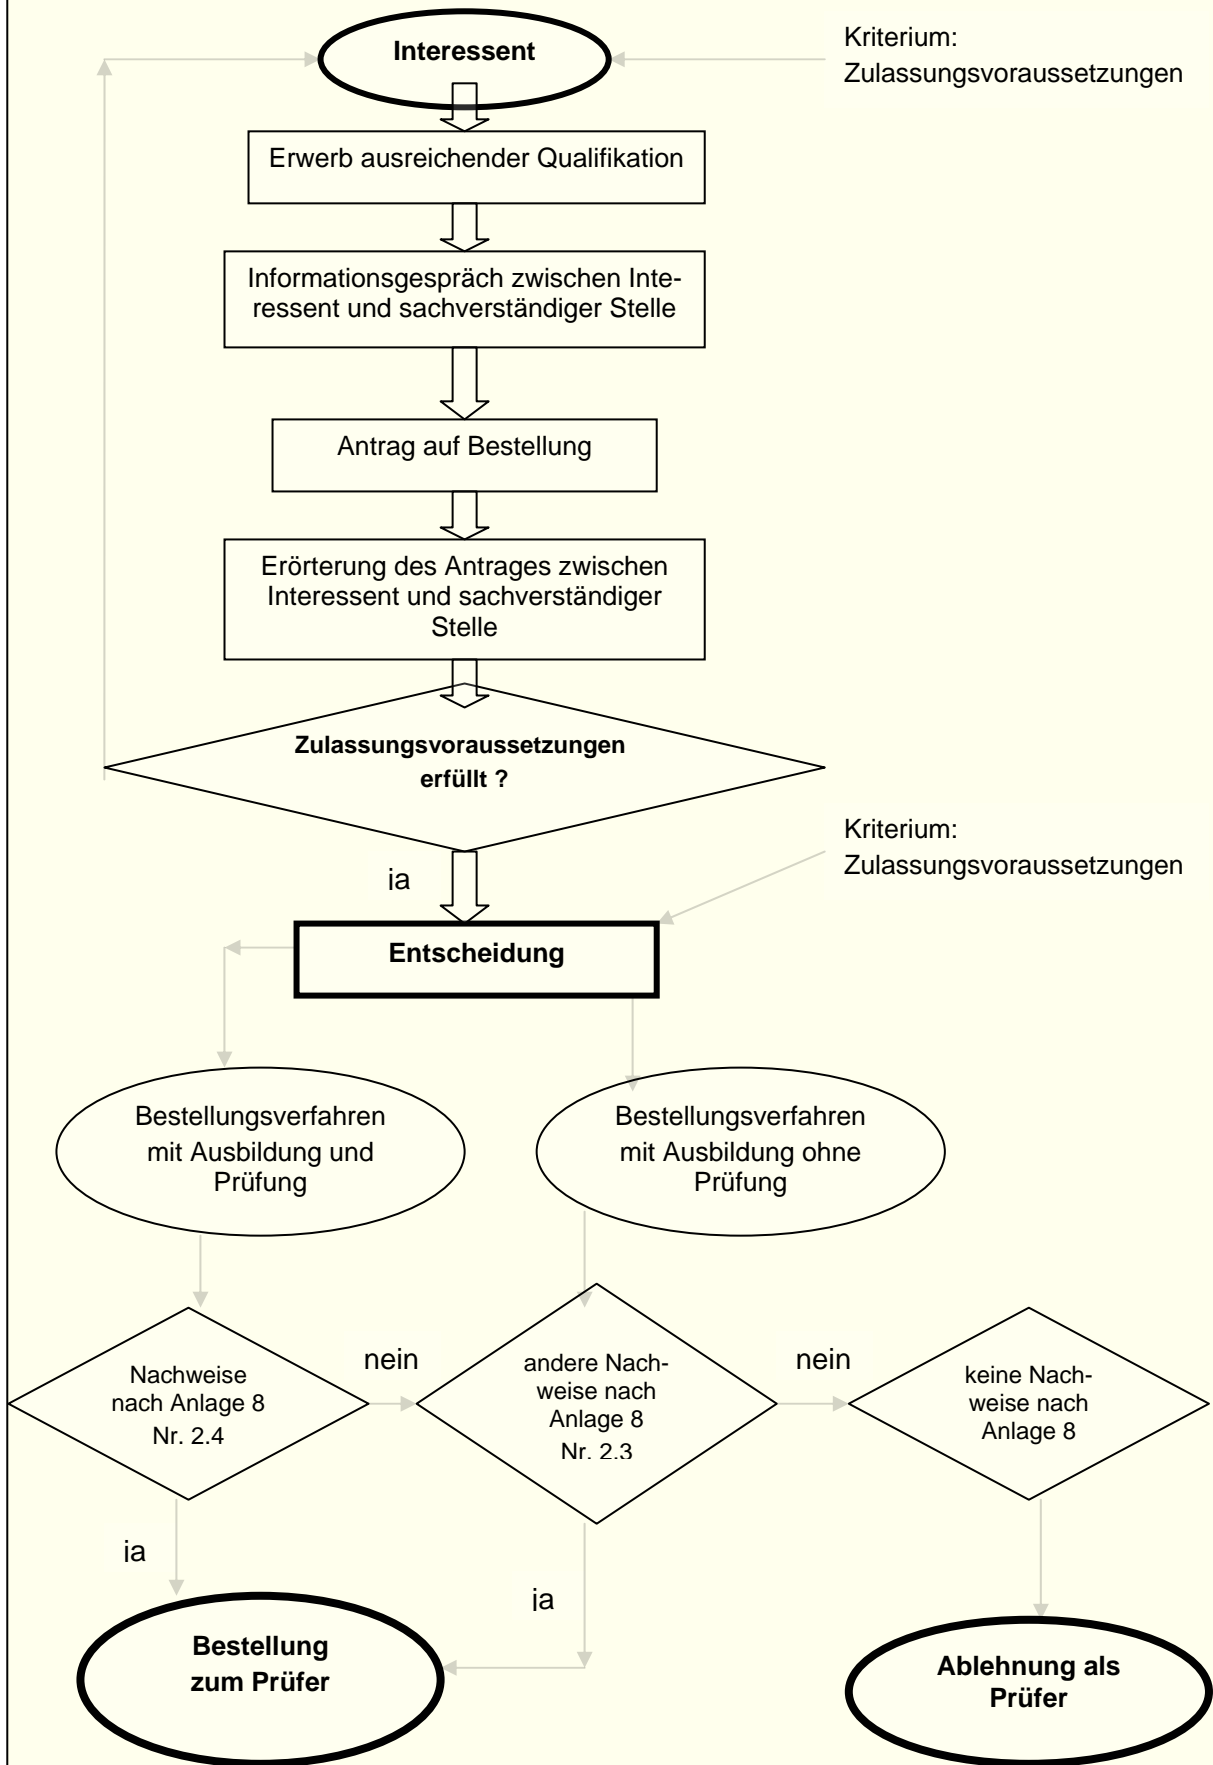 Interessent
Kriterium:
Zulassungsvoraussetzungen
Erwerb ausreichender Qualifikation
Informationsgespräch zwischen Inte-
ressent und sachverständiger Stelle
Antrag auf Bestellung
Erörterung des Antrages zwischen
Interessent und sachverständiger
Stelle
Zulassungsvoraussetzungen
erfüllt ?
Kriterium:
Zulassungsvoraussetzungen
ja
Entscheidung
Bestellungsverfahren
mit Ausbildung und
Prüfung
Bestellungsverfahren
mit Ausbildung ohne
Prüfung
Nachweise
nach Anlage 8
Nr. 2.4
nein
andere Nach-
weise nach
Anlage 8
Nr. 2.3
nein
keine Nach-
weise nach
Anlage 8
ja
ja
Bestellung
zum Prüfer
Ablehnung als
Prüfer